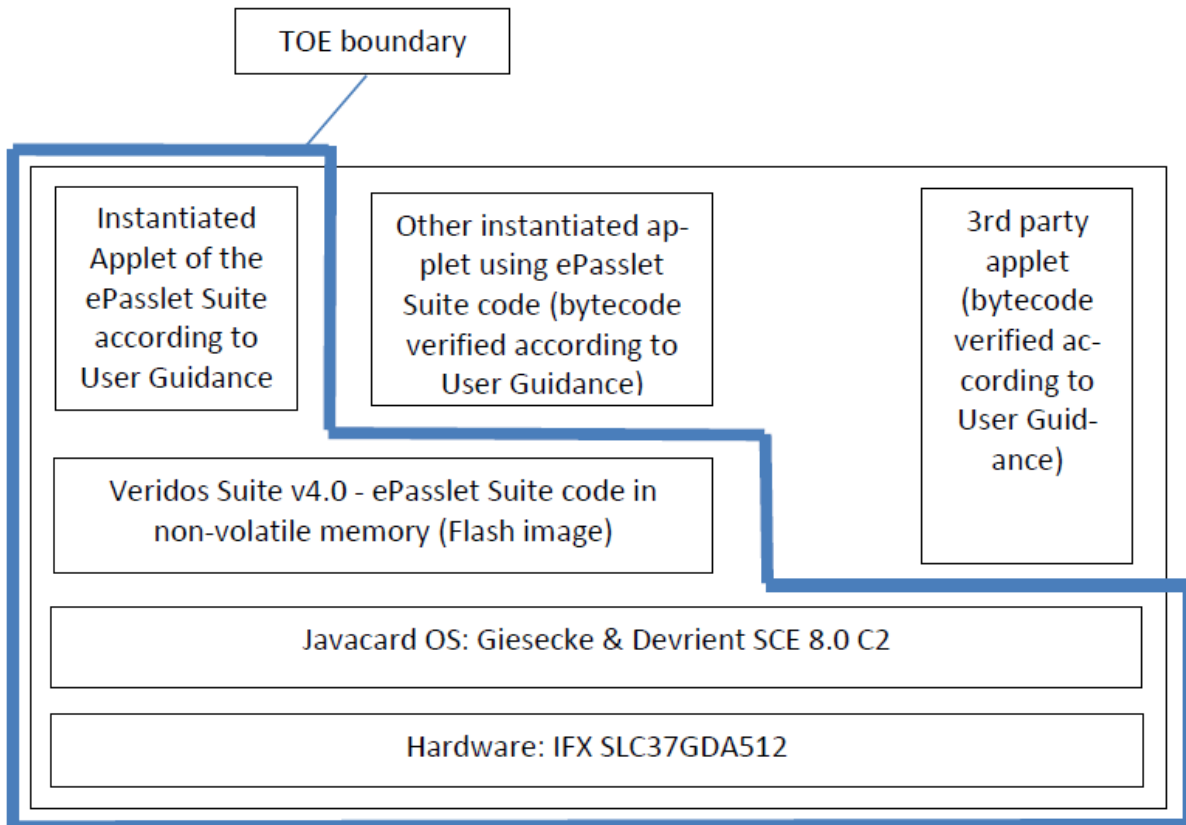 TOE boundary
Instantiated
Applet of the
ePasslet Suite
according to
User Guidance
Other instantiated ap-
plet using ePasslet
Suite code (bytecode
verified according to
User Guidance)
3rd party
applet
(bytecode
verified ac-
cording to
User Guid-
ance)
Veridos Suite v4.0 - ePasslet Suite code in
non-volatile memory (Flash image)
Javacard OS: Giesecke & Devrient SCE 8.0 C2
Hardware: IFX SLC37GDA512